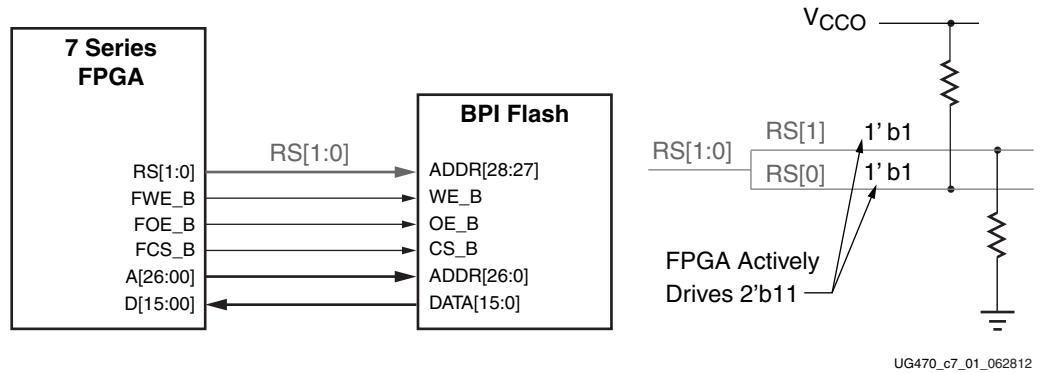 7 Series
FPGA
RS[1:0]
FWE_B
FOE_B
FCS_B
A[26:00]
D[15:00]
RS[1:0]
BPI Flash
ADDR[28:27]
WE_B
OE_B
CS_B
ADDR[26:0]
DATA[15:0]
VCCO
RS[1:0]
RS[1]
1' b1
RS[0]
1' b1
FPGA Actively
Drives 2'b11
UG470_c7_01_062812